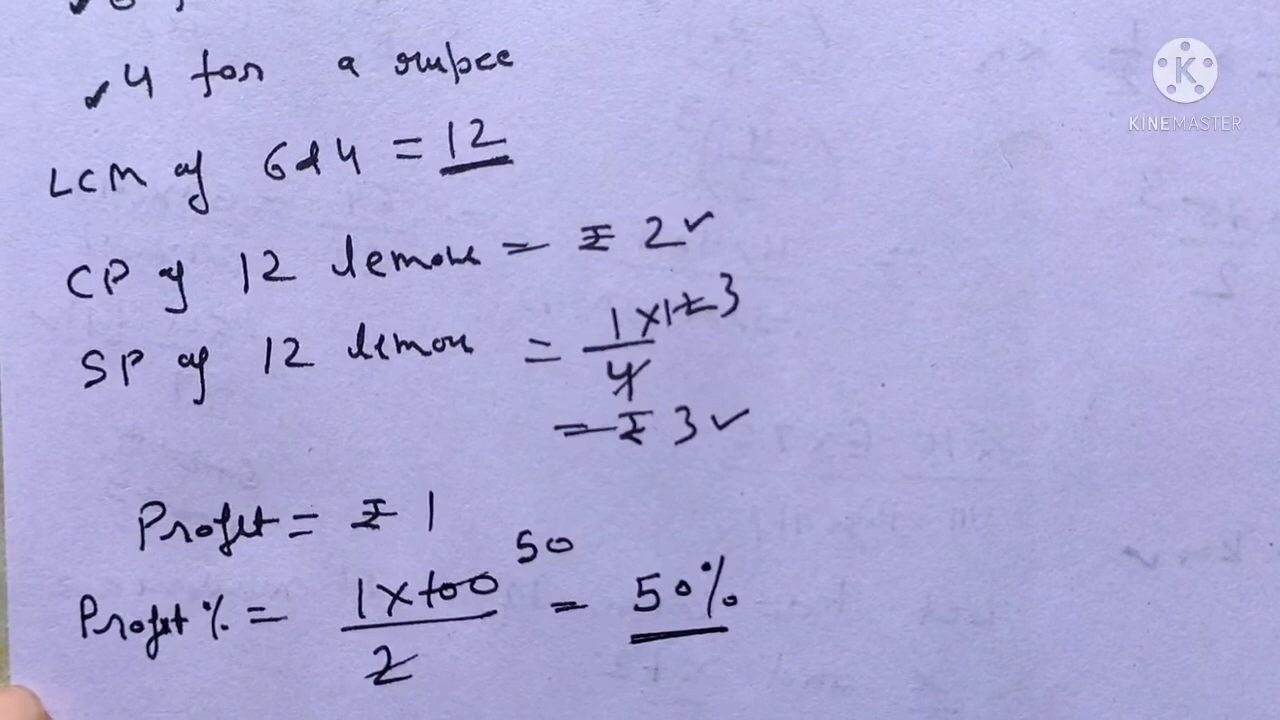 ✓ 4 for a rupee
KINEMASTER
LCM of 6 & 4 = 12
CP of 12 lemons = ₹ 2 ✓
SP of 12 lemon = 1 × 12 3
4
= ₹ 3 ✓
Profit = ₹ 1
50
Profit % = 1 × 100 = 50%
2